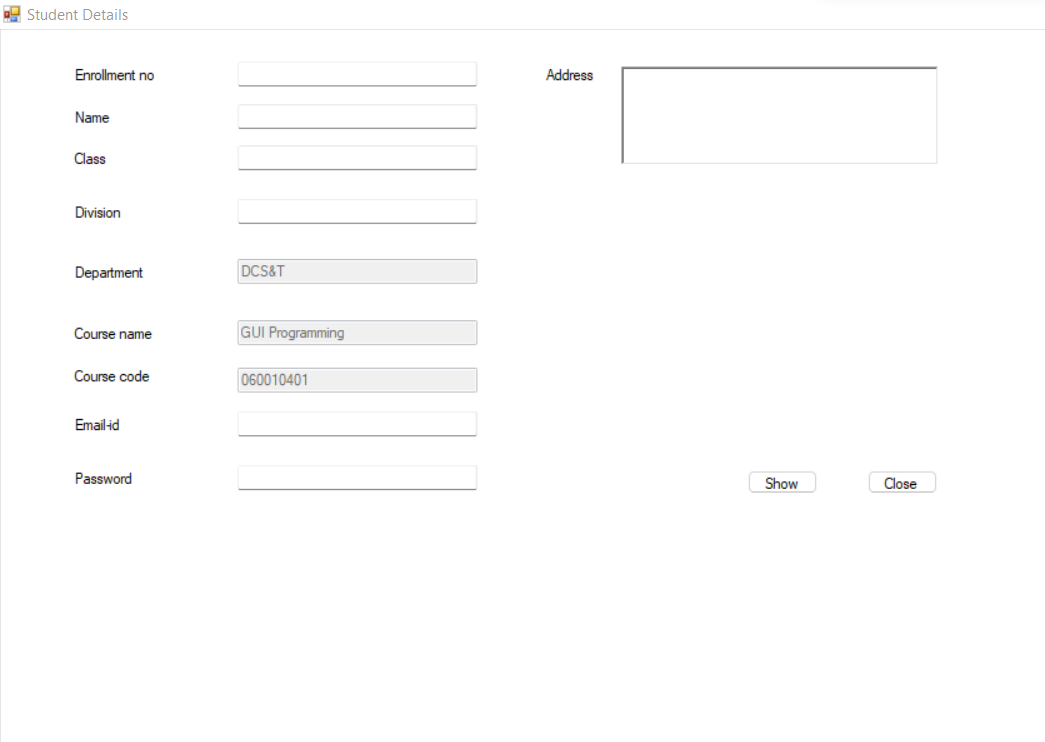 Student Details
Enrollment no
Address
Name
Class
Division
Department DCS&T
Course name GUI Programming
Course code 060010401
Email-id
Password
Show Close